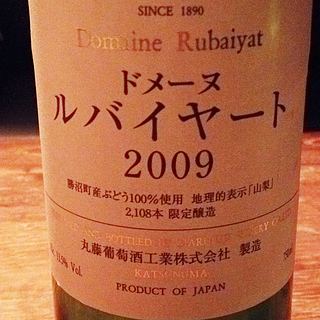 SINCE 1890
Domaine Rubaiyat
ドメーヌ
ルバイヤート
2009
勝沼町産ぶどう100%使用 地理的表示「山梨」
2,108本 限定醸造
AND BOTTLED BY
丸藤葡萄酒工業株式会社 製造
KATSUNUMA
PRODUCT OF JAPAN